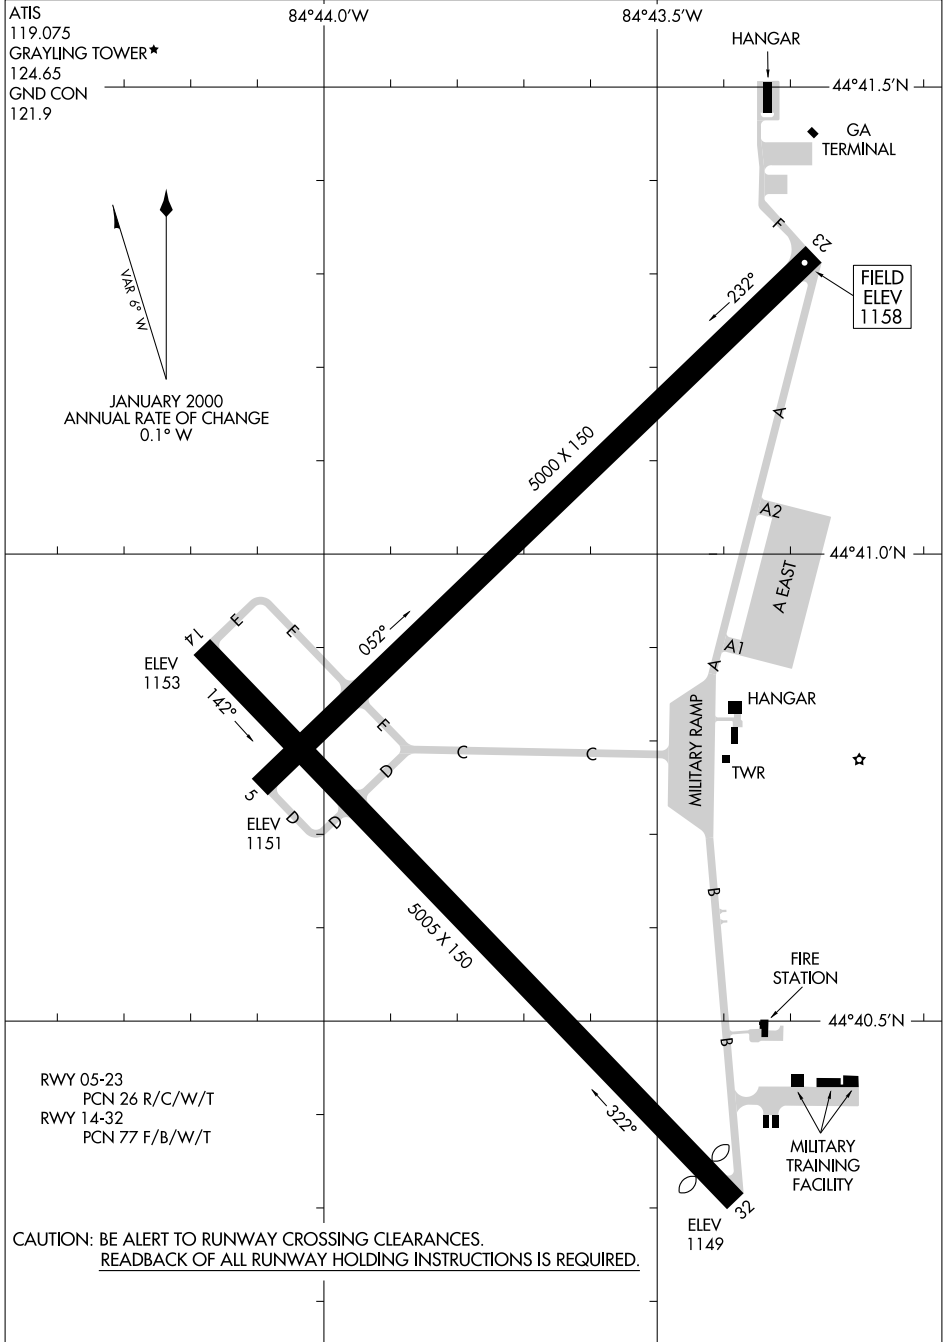 ATIS
119.075
GRAYLING TOWER★
124.65
GND CON
121.9
84°44.0'W
84°43.5'W
HANGAR
44°41.5'N
GA
TERMINAL
F
23
VAR 6° W
232°
FIELD
ELEV
1158
JANUARY 2000
ANNUAL RATE OF CHANGE
0.1° W
A
5000 X 150
A2
44°41.0'N
A EAST
E
E
14
052°
A1
A
ELEV
1153
142°
E
HANGAR
MILITARY RAMP
C
C
TWR
D
5
D
D
ELEV
1151
B
5005 X 150
FIRE
STATION
44°40.5'N
B
RWY 05-23
PCN 26 R/C/W/T
RWY 14-32
PCN 77 F/B/W/T
322°
MILITARY
TRAINING
FACILITY
32
ELEV
1149
CAUTION: BE ALERT TO RUNWAY CROSSING CLEARANCES.
READBACK OF ALL RUNWAY HOLDING INSTRUCTIONS IS REQUIRED.